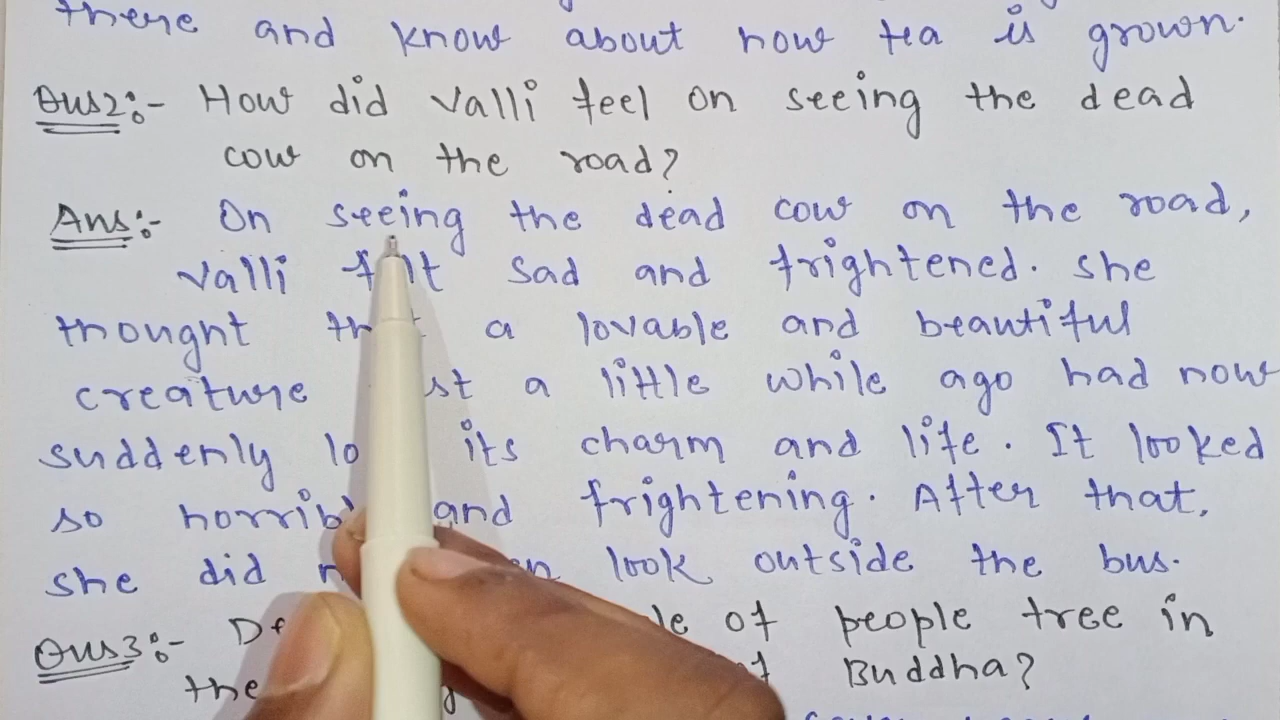 there and know about how tea is grown.
Qus2:- How did Valli feel on seeing the dead
cow on the road?
Ans:- On seeing the dead cow on the road,
Valli felt sad and frightened. She
thought a lovable and beautiful
creature a little while ago had now
suddenly its charm and life. It looked
so and frightening. After that,
she did look outside the bus.
Qus3:- of people tree in
the Buddha?